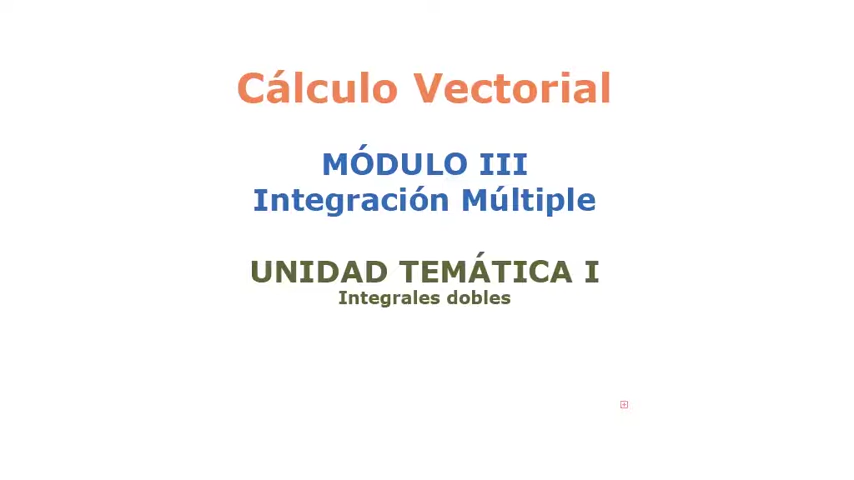 Cálculo Vectorial
MÓDULO III
Integración Múltiple
UNIDAD TEMÁTICA I
Integrales dobles